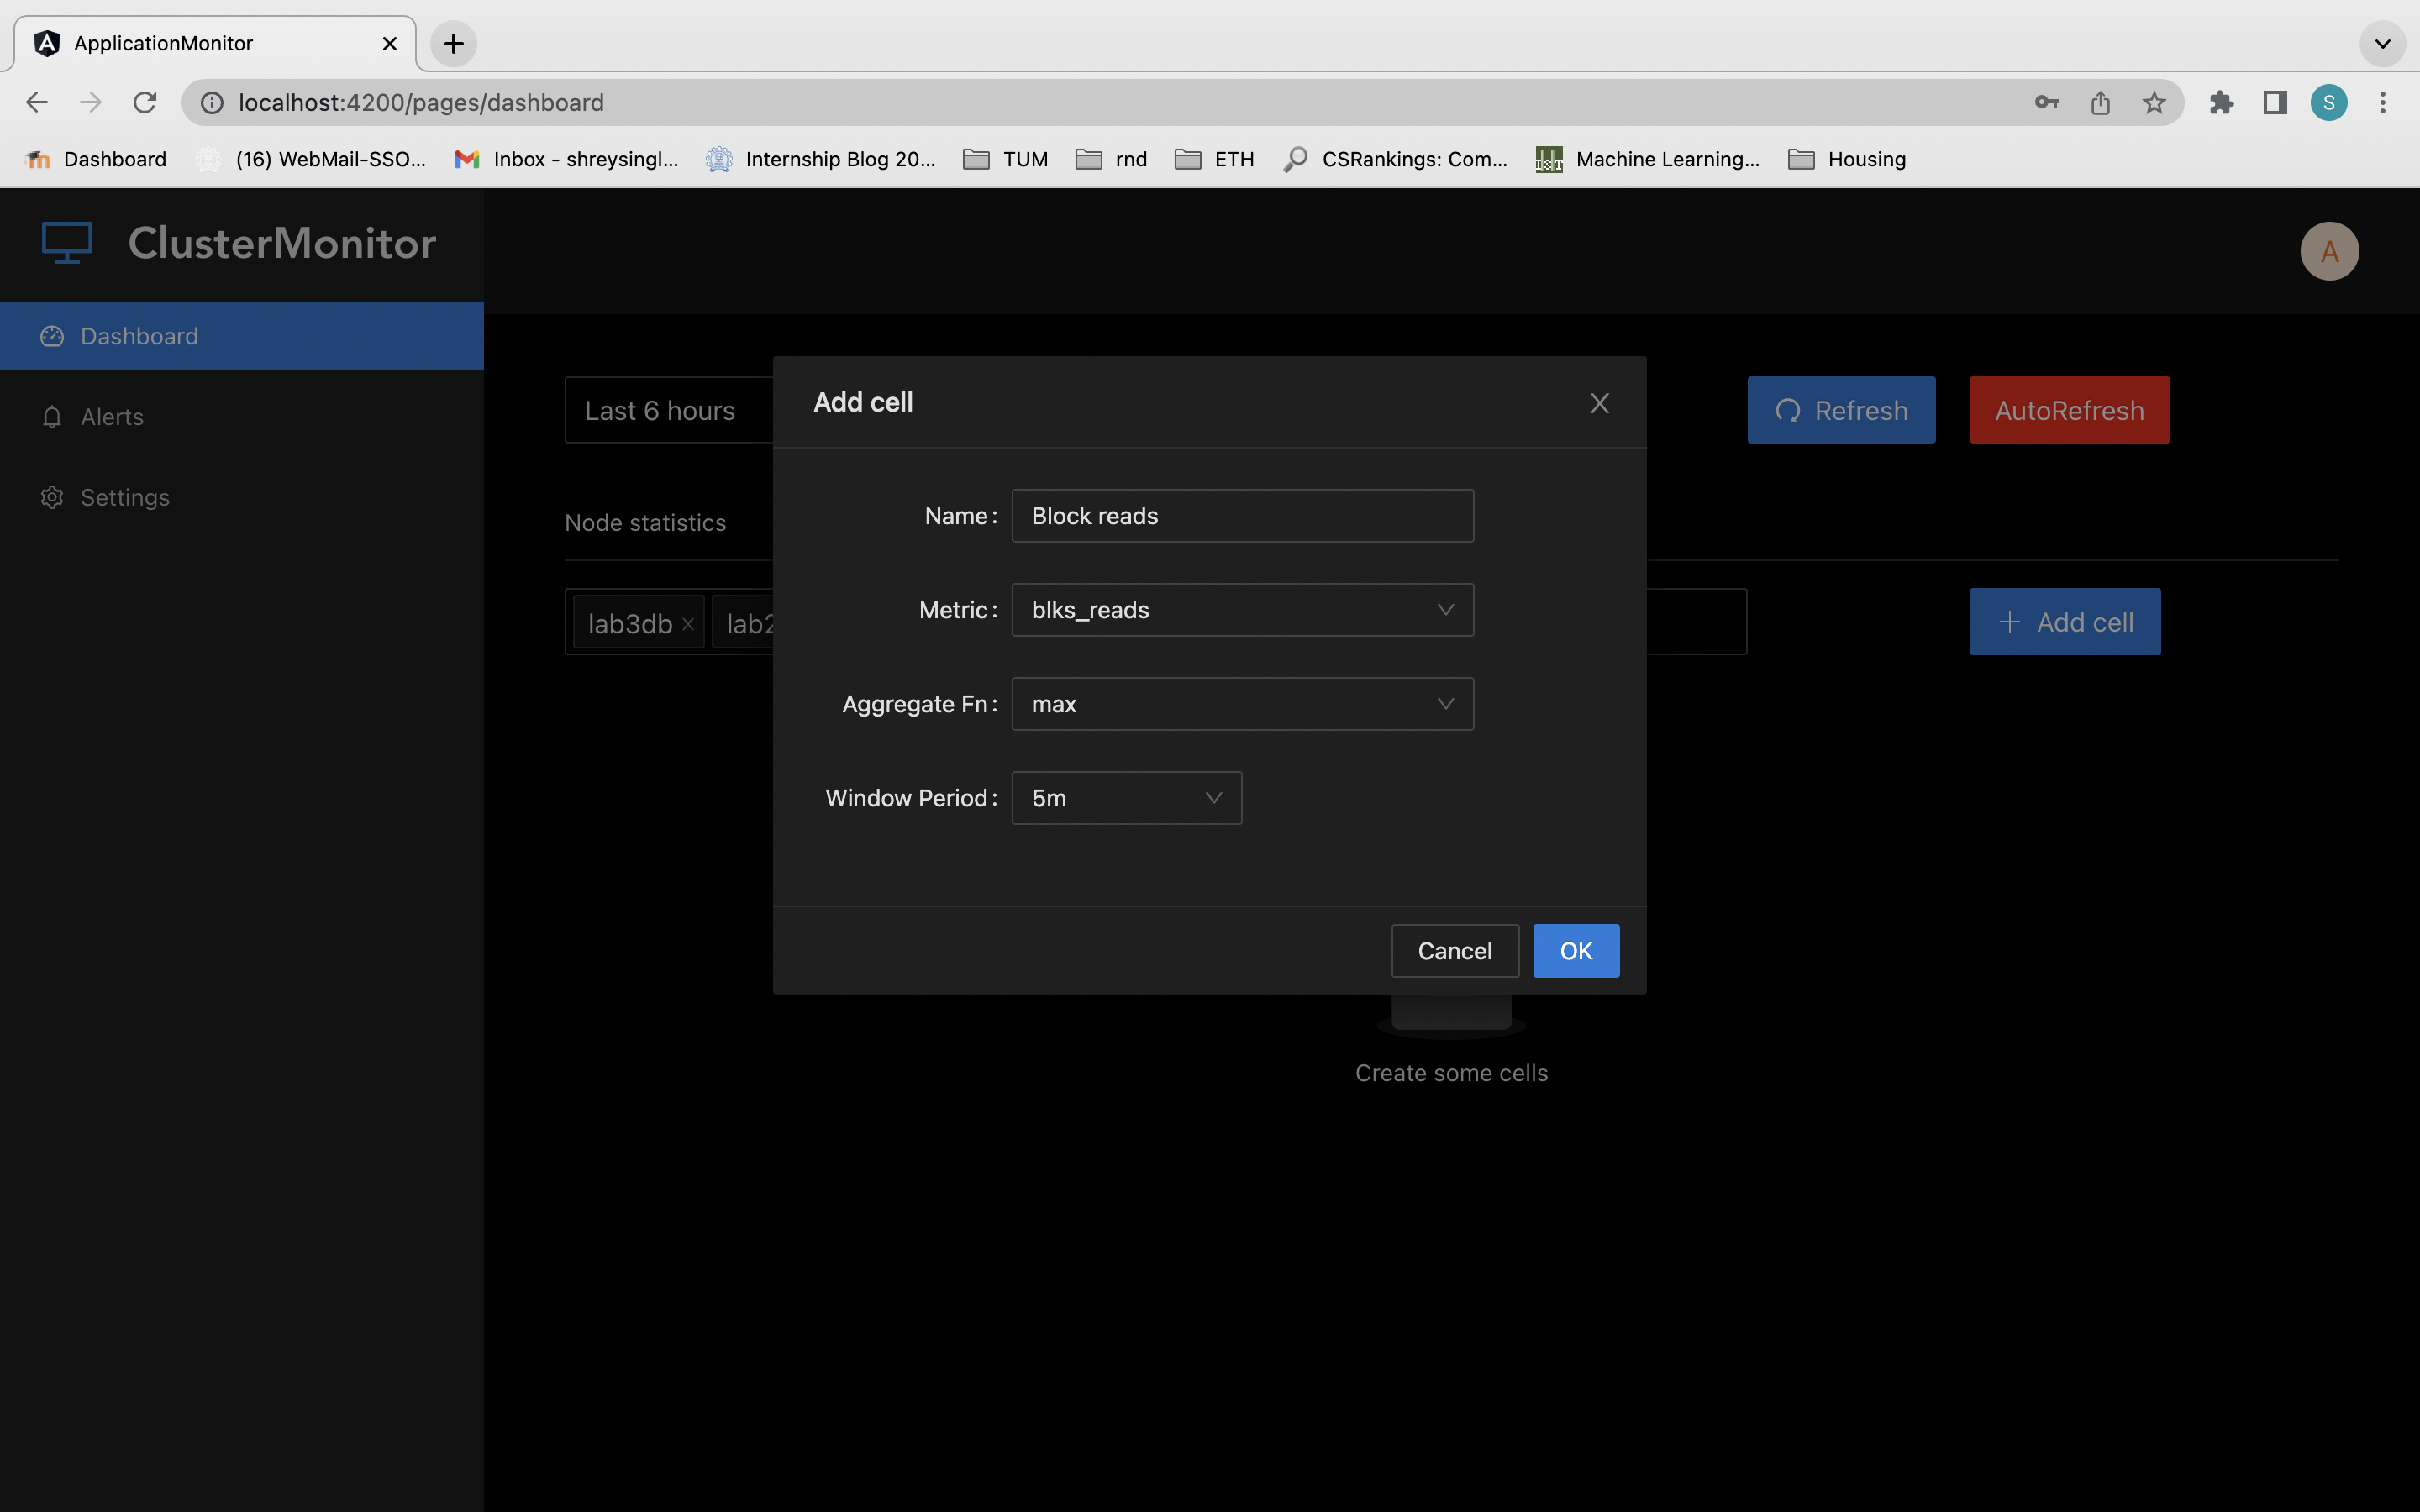 ApplicationMonitor
localhost:4200/pages/dashboard
S
Dashboard
(16) WebMail-SSO...
Inbox - shreysingl...
Internship Blog 20...
TUM
rnd
ETH
CSRankings: Com...
Machine Learning...
Housing
ClusterMonitor
A
Dashboard
Alerts
Settings
Last 6 hours
Refresh
AutoRefresh
Node statistics
lab3db
lab2
Add cell
Add cell
Name: Block reads
Metric: blks_reads
Aggregate Fn: max
Window Period: 5m
Cancel
OK
Create some cells